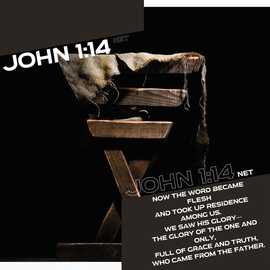 JOHN 1:14 NET
JOHN 1:14 NET
NOW THE WORD BECAME
FLESH
AND TOOK UP RESIDENCE
AMONG US.
WE SAW HIS GLORY—
THE GLORY OF THE ONE AND
ONLY,
FULL OF GRACE AND TRUTH,
WHO CAME FROM THE FATHER.